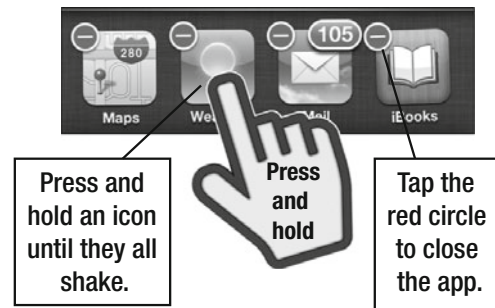 280
105
Maps
We
Mail
iBooks
Press and
hold an icon
until they all
shake.
Press
and
hold
Tap the
red circle
to close
the app.